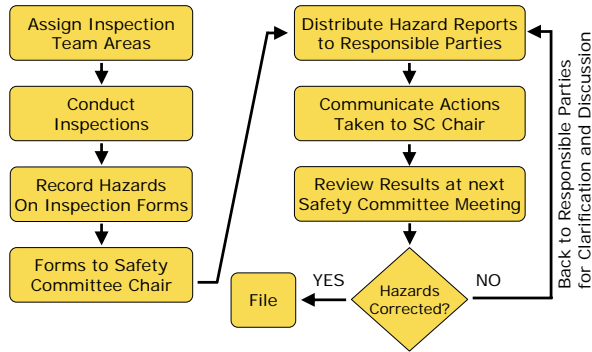 Assign Inspection
Team Areas
Conduct
Inspections
Record Hazards
On Inspection Forms
Forms to Safety
Committee Chair
Distribute Hazard Reports
to Responsible Parties
Communicate Actions
Taken to SC Chair
Review Results at next
Safety Committee Meeting
Hazards
Corrected?
YES
File
NO
Back to Responsible Parties
for Clarification and Discussion